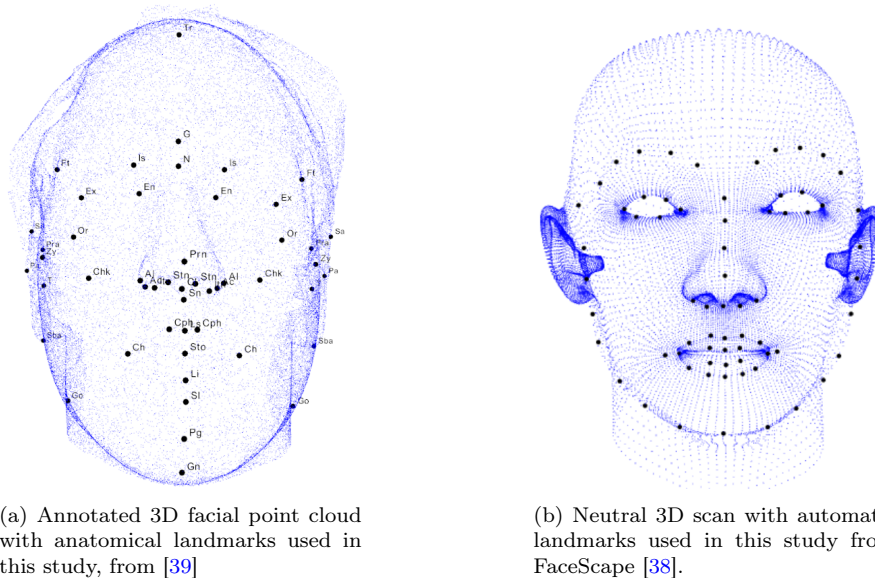 Tr
G
N
Is
Is
Ft
Ft
Ex
En
En
Ex
Sa
Or
Or
Sa
Pra
Pra
Zy
Prn
Zy
Pa
Chk
Al
Stn
Stn
Al
Chk
Pa
T
Sn
Cph
Ls
Cph
Sba
Sba
Ch
Sto
Ch
Li
Go
Sl
Go
Pg
Gn
(a) Annotated 3D facial point cloud
with anatomical landmarks used in
this study, from [39]
(b) Neutral 3D scan with automat
landmarks used in this study fro
FaceScape [38].